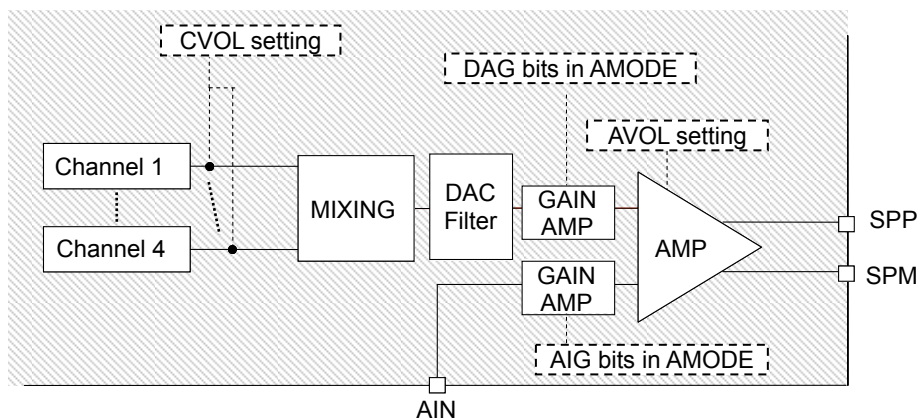 CVOL setting
DAG bits in AMODE
AVOL setting
Channel 1
Channel 4
MIXING
DAC
Filter
GAIN
AMP
GAIN
AMP
AMP
SPP
SPM
AIG bits in AMODE
AIN